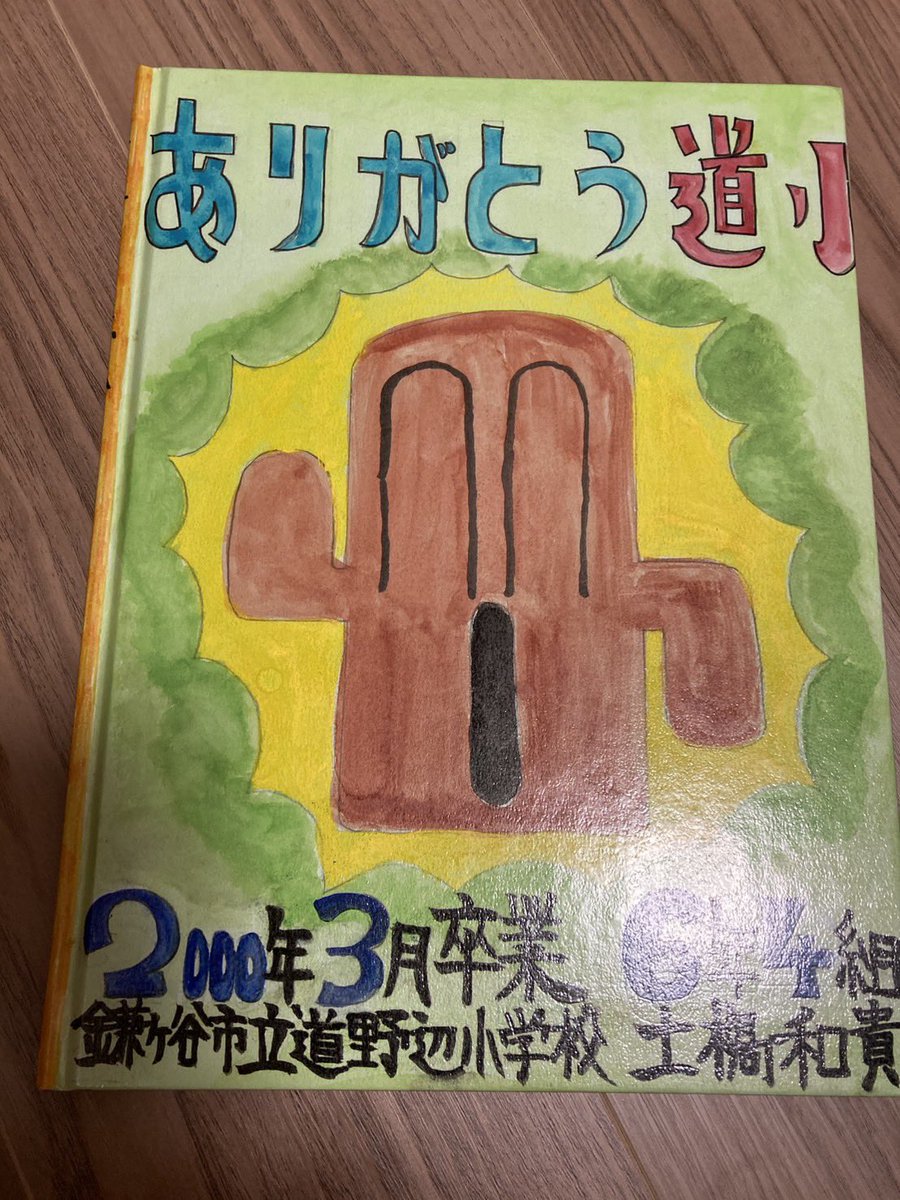 ありがとう道小
2000年3月卒業 6年4組
鎌ヶ谷市立道野辺小学校 土橋和貴